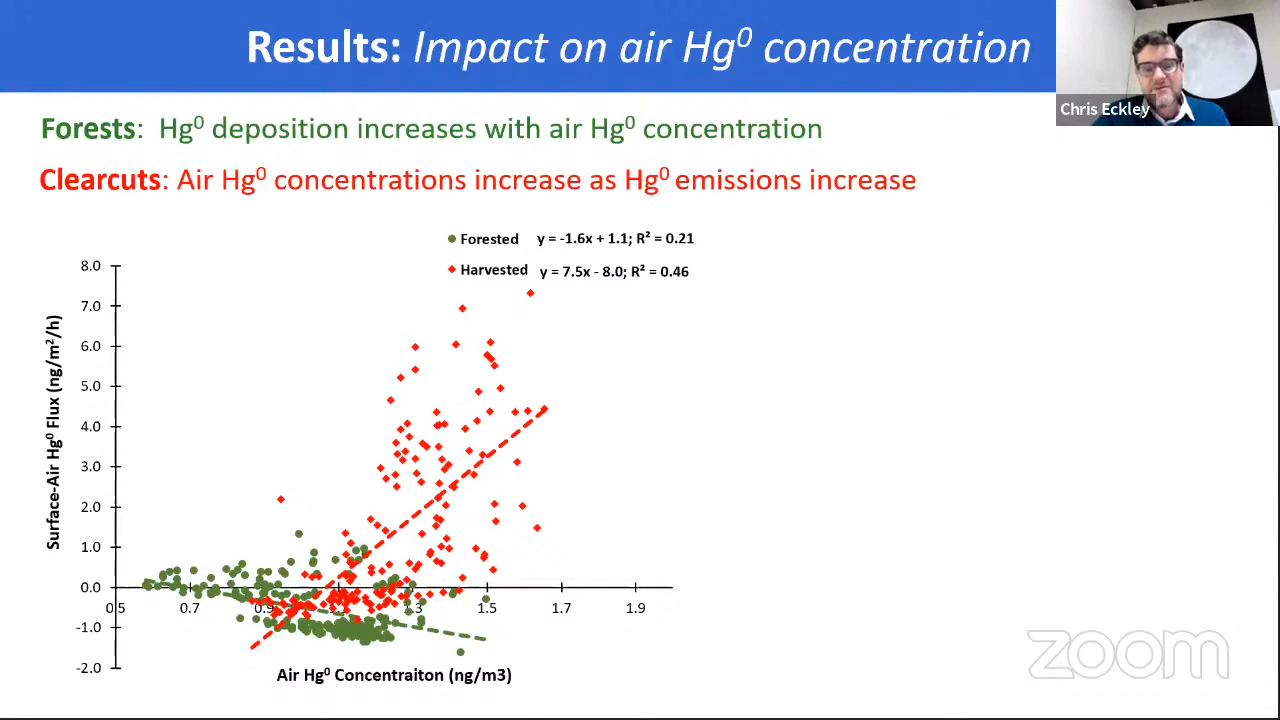 Results: Impact on air Hg⁰ concentration
Chris Eckley
Forests: Hg⁰ deposition increases with air Hg⁰ concentration
Clearcuts: Air Hg⁰ concentrations increase as Hg⁰ emissions increase
Forested y = -1.6x + 1.1; R² = 0.21
Harvested y = 7.5x - 8.0; R² = 0.46
Surface-Air Hg⁰ Flux (ng/m²/h)
8.0
7.0
6.0
5.0
4.0
3.0
2.0
1.0
0.0
-1.0
-2.0
0.5 0.7 0.9 1.1 1.3 1.5 1.7 1.9
Air Hg⁰ Concentraiton (ng/m3)
zoom